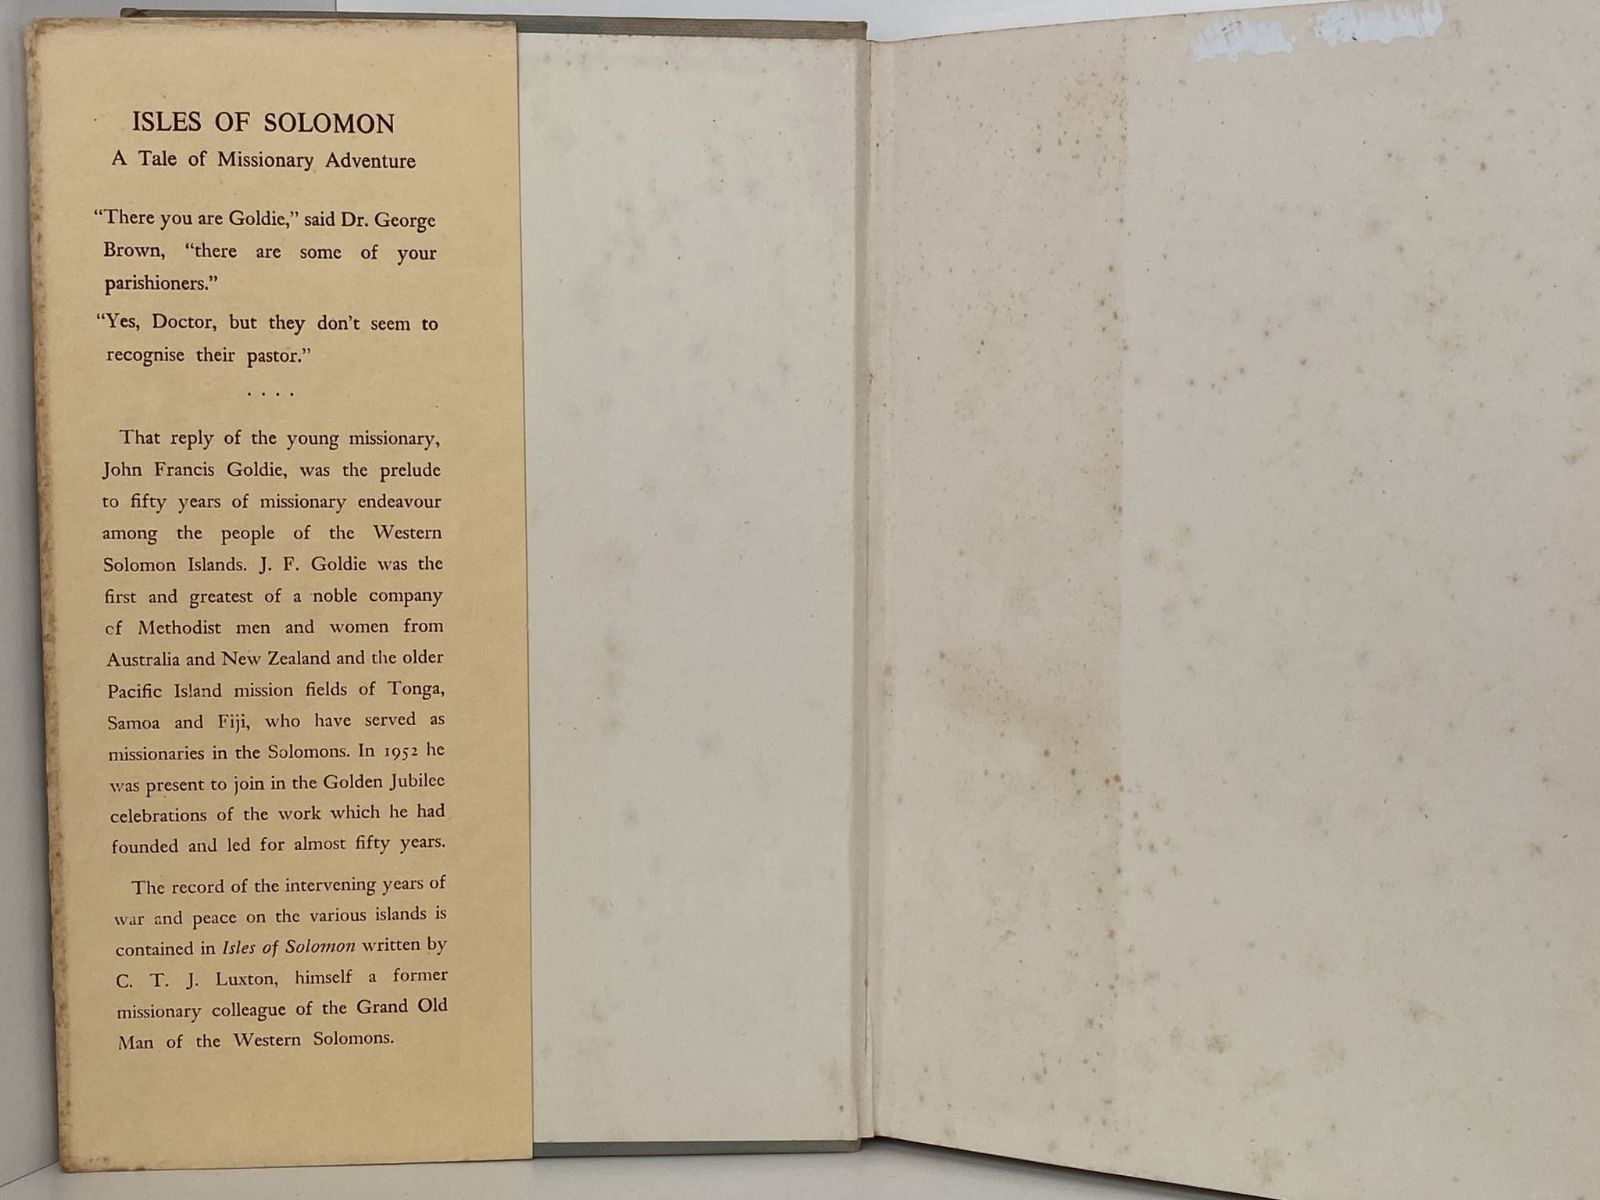 ISLES OF SOLOMON
A Tale of Missionary Adventure
“There you are Goldie,” said Dr. George
Brown, “there are some of your
parishioners.”
“Yes, Doctor, but they don’t seem to
recognise their pastor.”
. . . .
That reply of the young missionary,
John Francis Goldie, was the prelude
to fifty years of missionary endeavour
among the people of the Western
Solomon Islands. J. F. Goldie was the
first and greatest of a noble company
of Methodist men and women from
Australia and New Zealand and the older
Pacific Island mission fields of Tonga,
Samoa and Fiji, who have served as
missionaries in the Solomons. In 1952 he
was present to join in the Golden Jubilee
celebrations of the work which he had
founded and led for almost fifty years.
The record of the intervening years of
war and peace on the various islands is
contained in Isles of Solomon written by
C. T. J. Luxton, himself a former
missionary colleague of the Grand Old
Man of the Western Solomons.